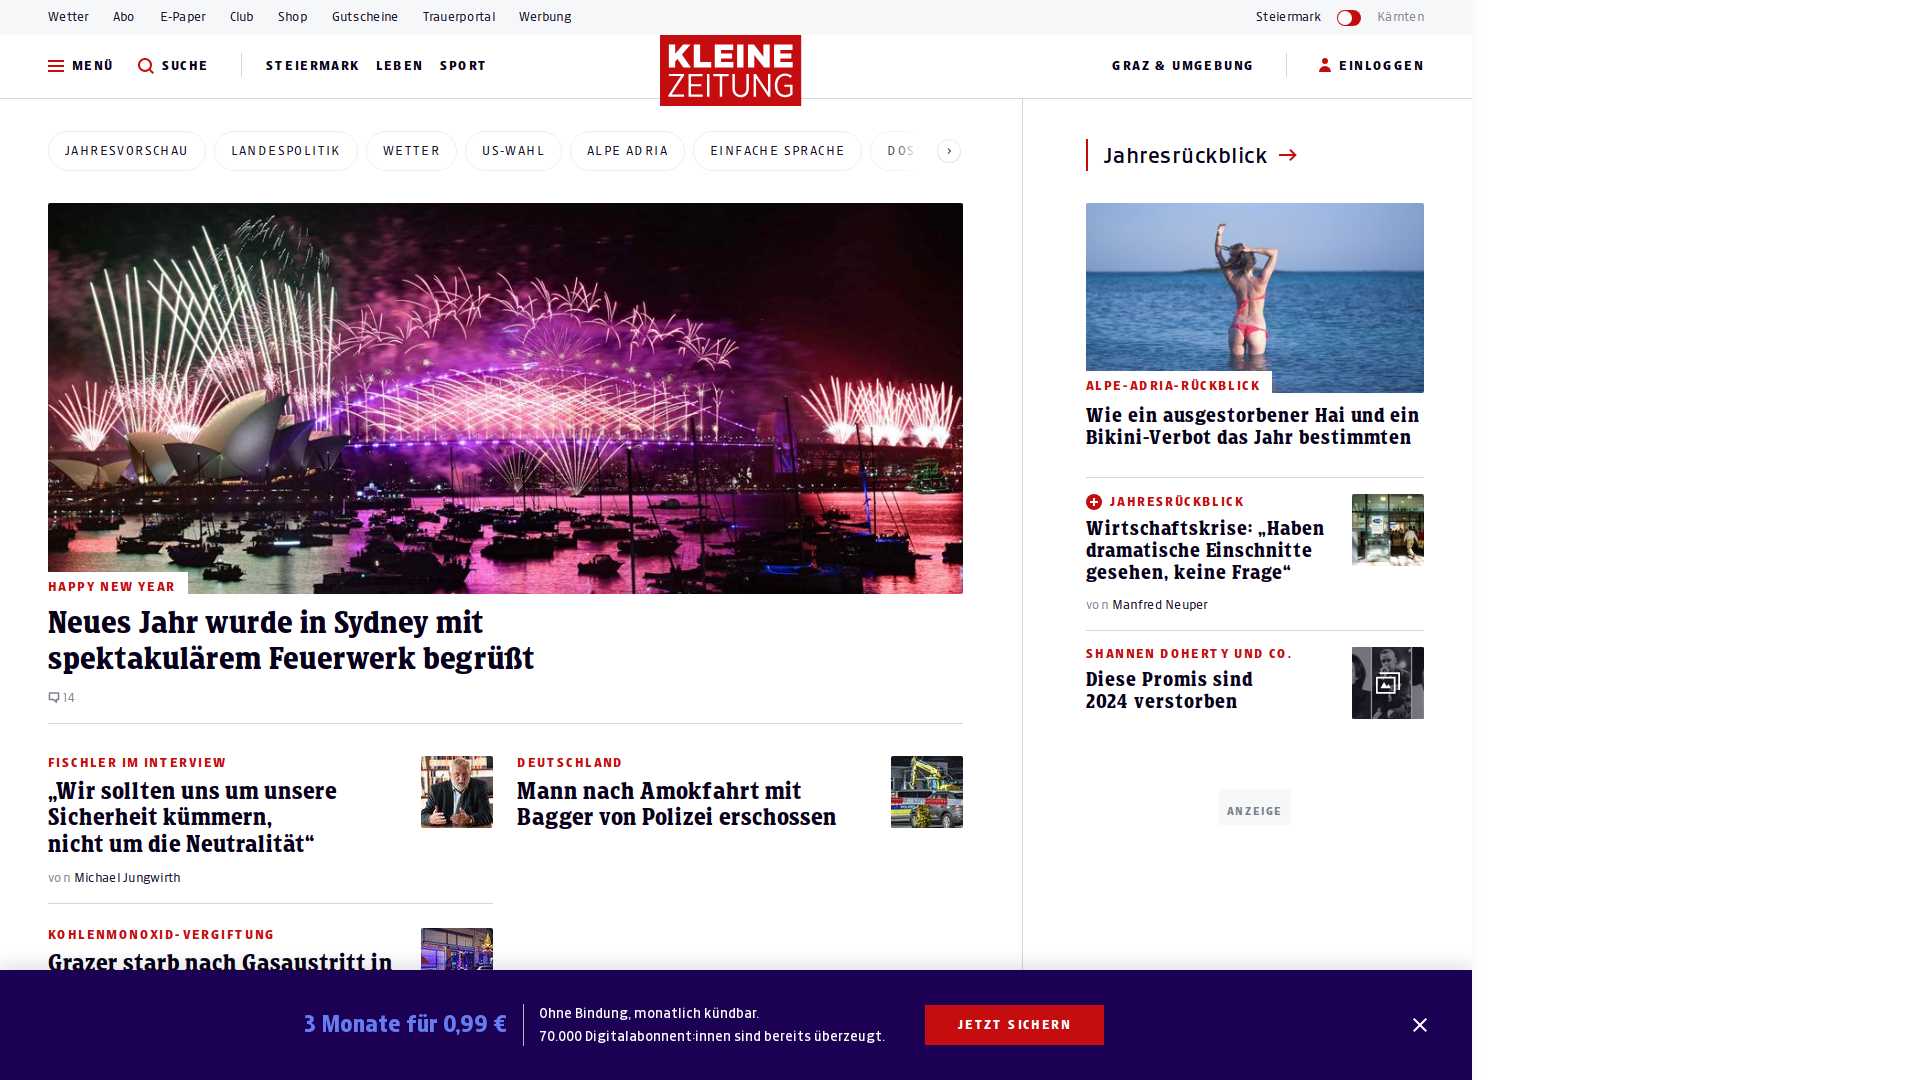 Wetter
Abo
E-Paper
Club
Shop
Gutscheine
Trauerportal
Werbung
Steiermark
Kärnten
MENÜ
SUCHE
STEIERMARK
LEBEN
SPORT
KLEINE
ZEITUNG
GRAZ & UMGEBUNG
EINLOGGEN
JAHRESVORSCHAU
LANDESPOLITIK
WETTER
US-WAHL
ALPE ADRIA
EINFACHE SPRACHE
DOS
HAPPY NEW YEAR
Neues Jahr wurde in Sydney mit
spektakulärem Feuerwerk begrüßt
14
FISCHLER IM INTERVIEW
„Wir sollten uns um unsere
Sicherheit kümmern,
nicht um die Neutralität“
von Michael Jungwirth
DEUTSCHLAND
Mann nach Amokfahrt mit
Bagger von Polizei erschossen
KOHLENMONOXID-VERGIFTUNG
Grazer starb nach Gasaustritt in
Jahresrückblick
ALPE-ADRIA-RÜCKBLICK
Wie ein ausgestorbener Hai und ein
Bikini-Verbot das Jahr bestimmten
JAHRESRÜCKBLICK
Wirtschaftskrise: „Haben
dramatische Einschnitte
gesehen, keine Frage“
von Manfred Neuper
SHANNEN DOHERTY UND CO.
Diese Promis sind
2024 verstorben
ANZEIGE
3 Monate für 0,99 €
Ohne Bindung, monatlich kündbar.
70.000 Digitalabonnent:innen sind bereits überzeugt.
JETZT SICHERN